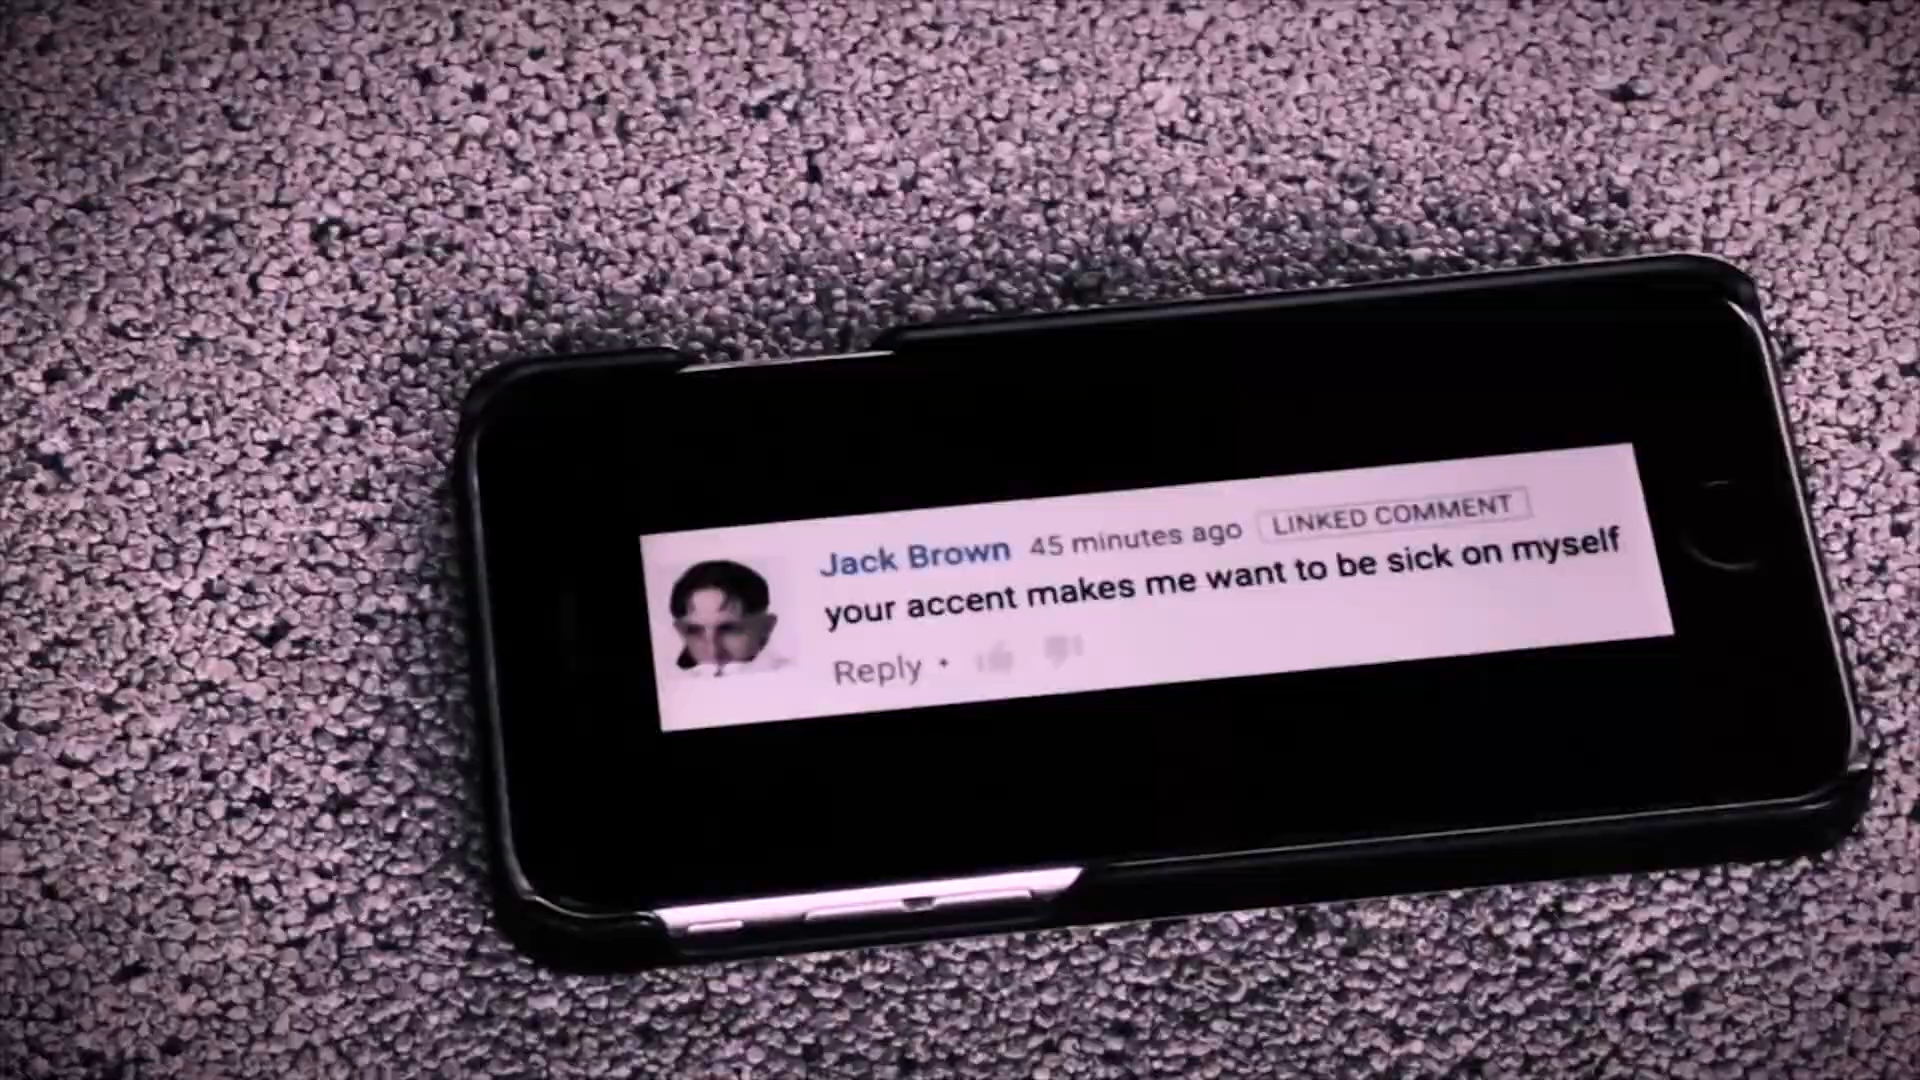 Jack Brown 45 minutes ago LINKED COMMENT
your accent makes me want to be sick on myself
Reply •